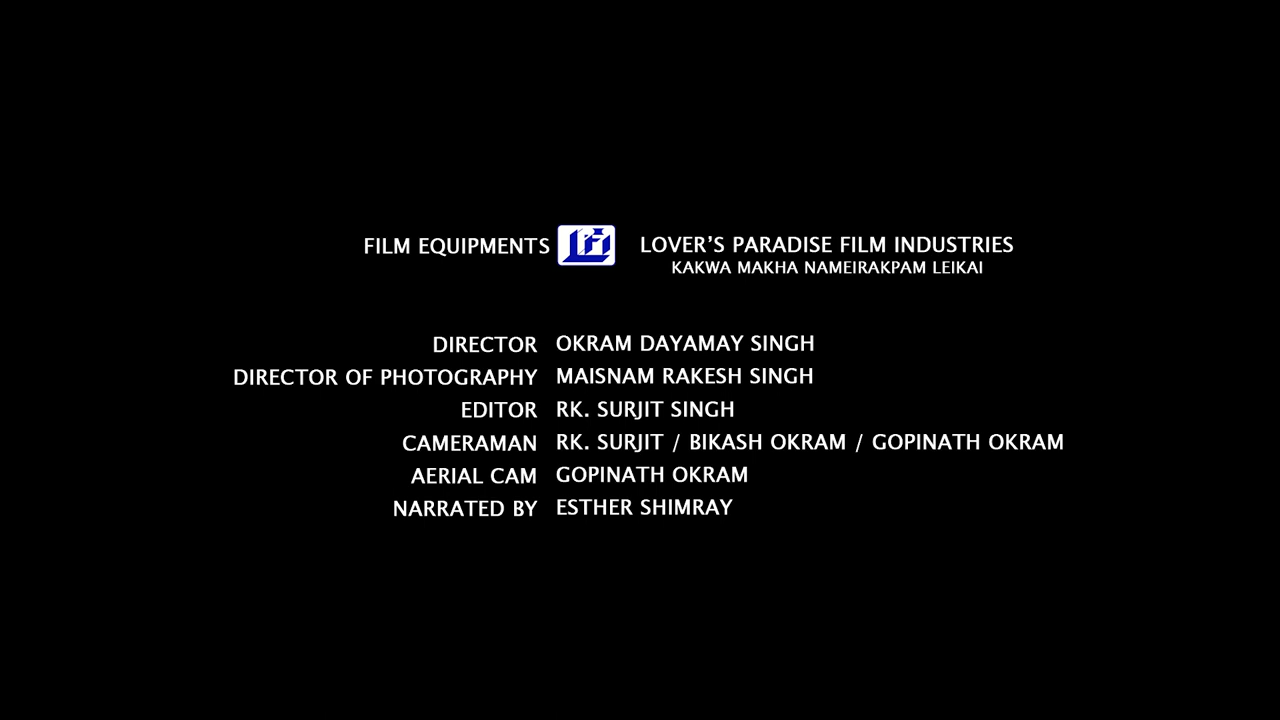 FILM EQUIPMENTS LFI LOVER'S PARADISE FILM INDUSTRIES
KAKWA MAKHA NAMEIRAKPAM LEIKAI
DIRECTOR OKRAM DAYAMAY SINGH
DIRECTOR OF PHOTOGRAPHY MAISNAM RAKESH SINGH
EDITOR RK. SURJIT SINGH
CAMERAMAN RK. SURJIT / BIKASH OKRAM / GOPINATH OKRAM
AERIAL CAM GOPINATH OKRAM
NARRATED BY ESTHER SHIMRAY